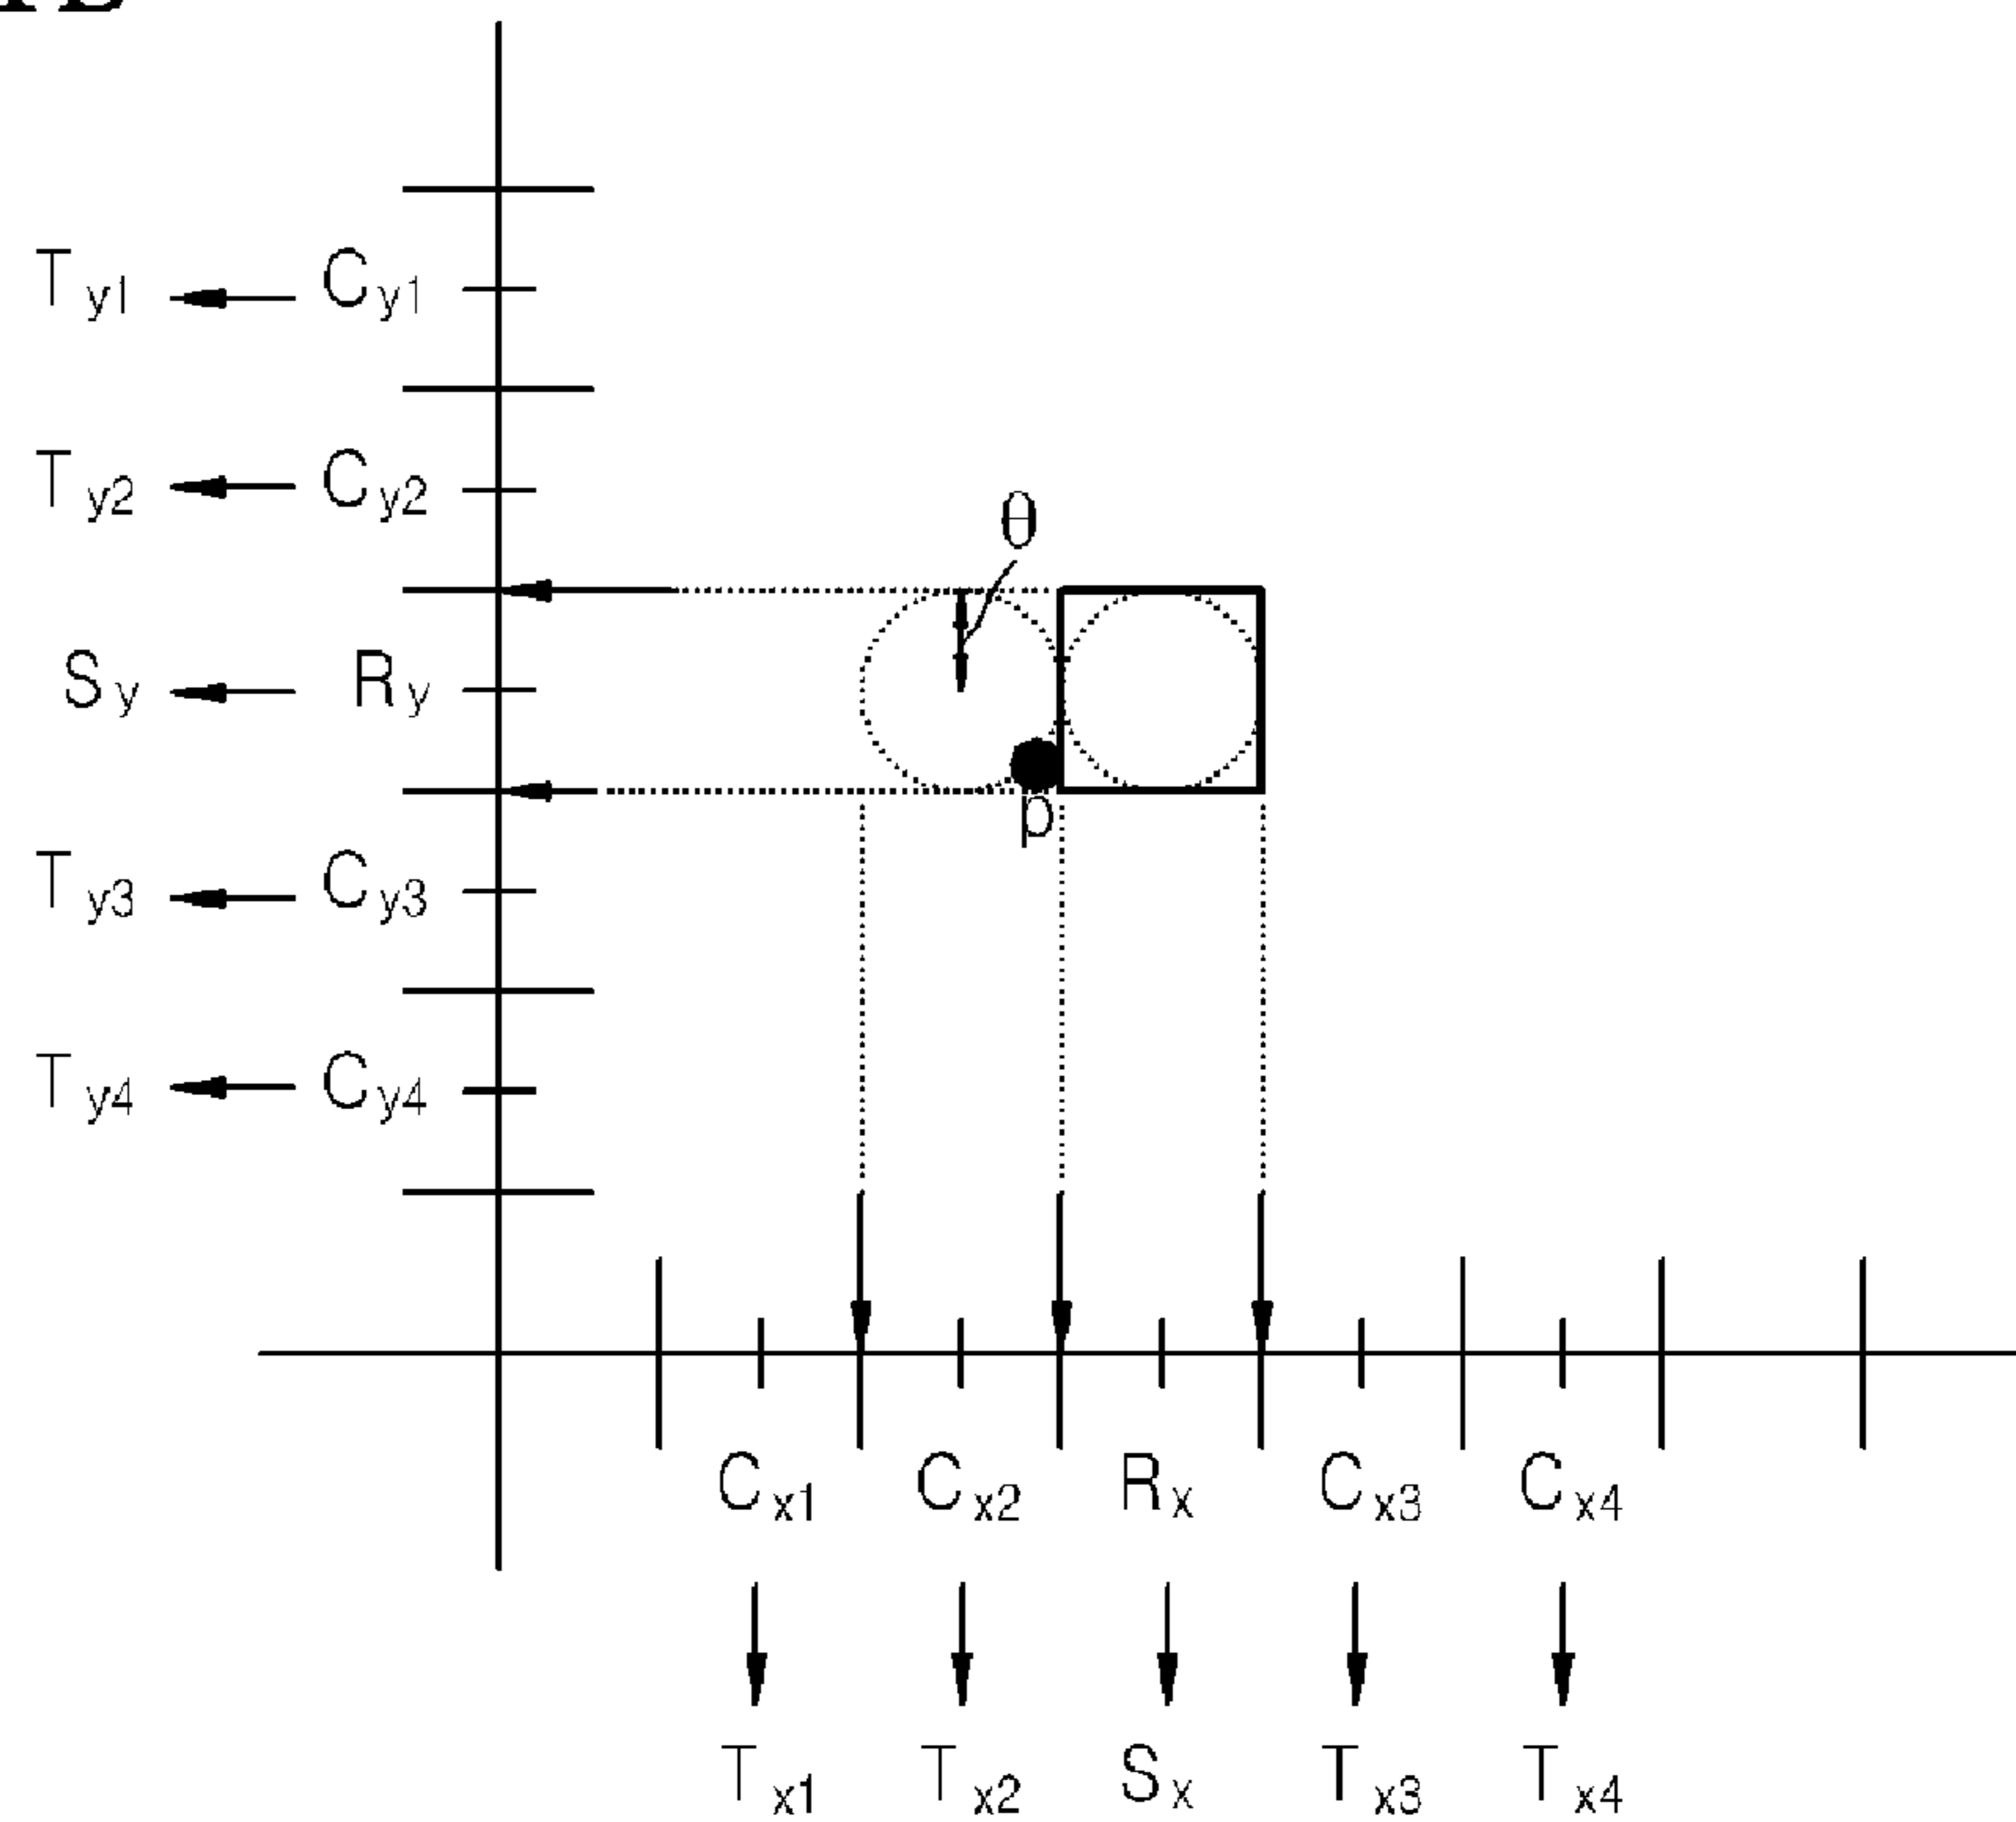 T y1 C y1
T y2 C y2
θ
S y R y
p
T y3 C y3
T y4 C y4
C x1 C x2 R x C x3 C x4
T x1 T x2 S x T x3 T x4